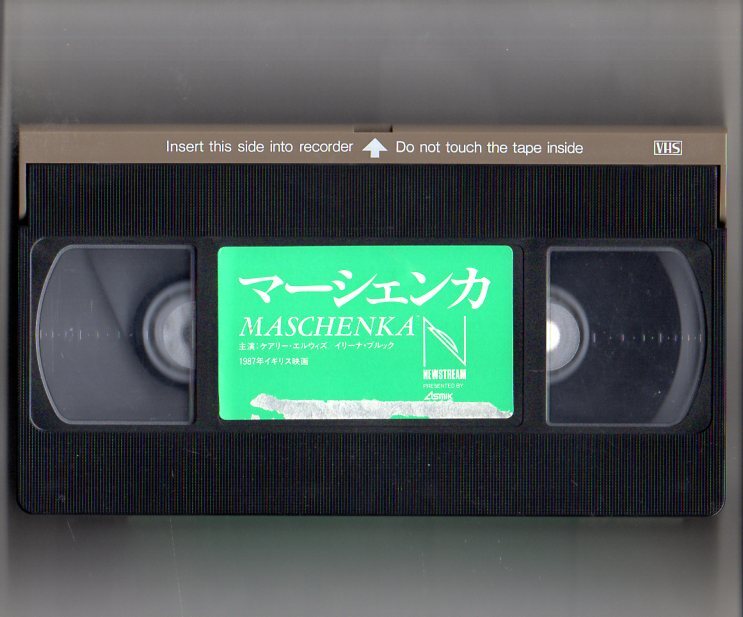 Insert this side into recorder Do not touch the tape inside VHS
マーシェンカ
MASCHENKA
主演:ケアリー・エルウィズ イリーナ・ブルック
1987年イギリス映画
N
NEWSTREAM
PRESENTED BY
ASMIK